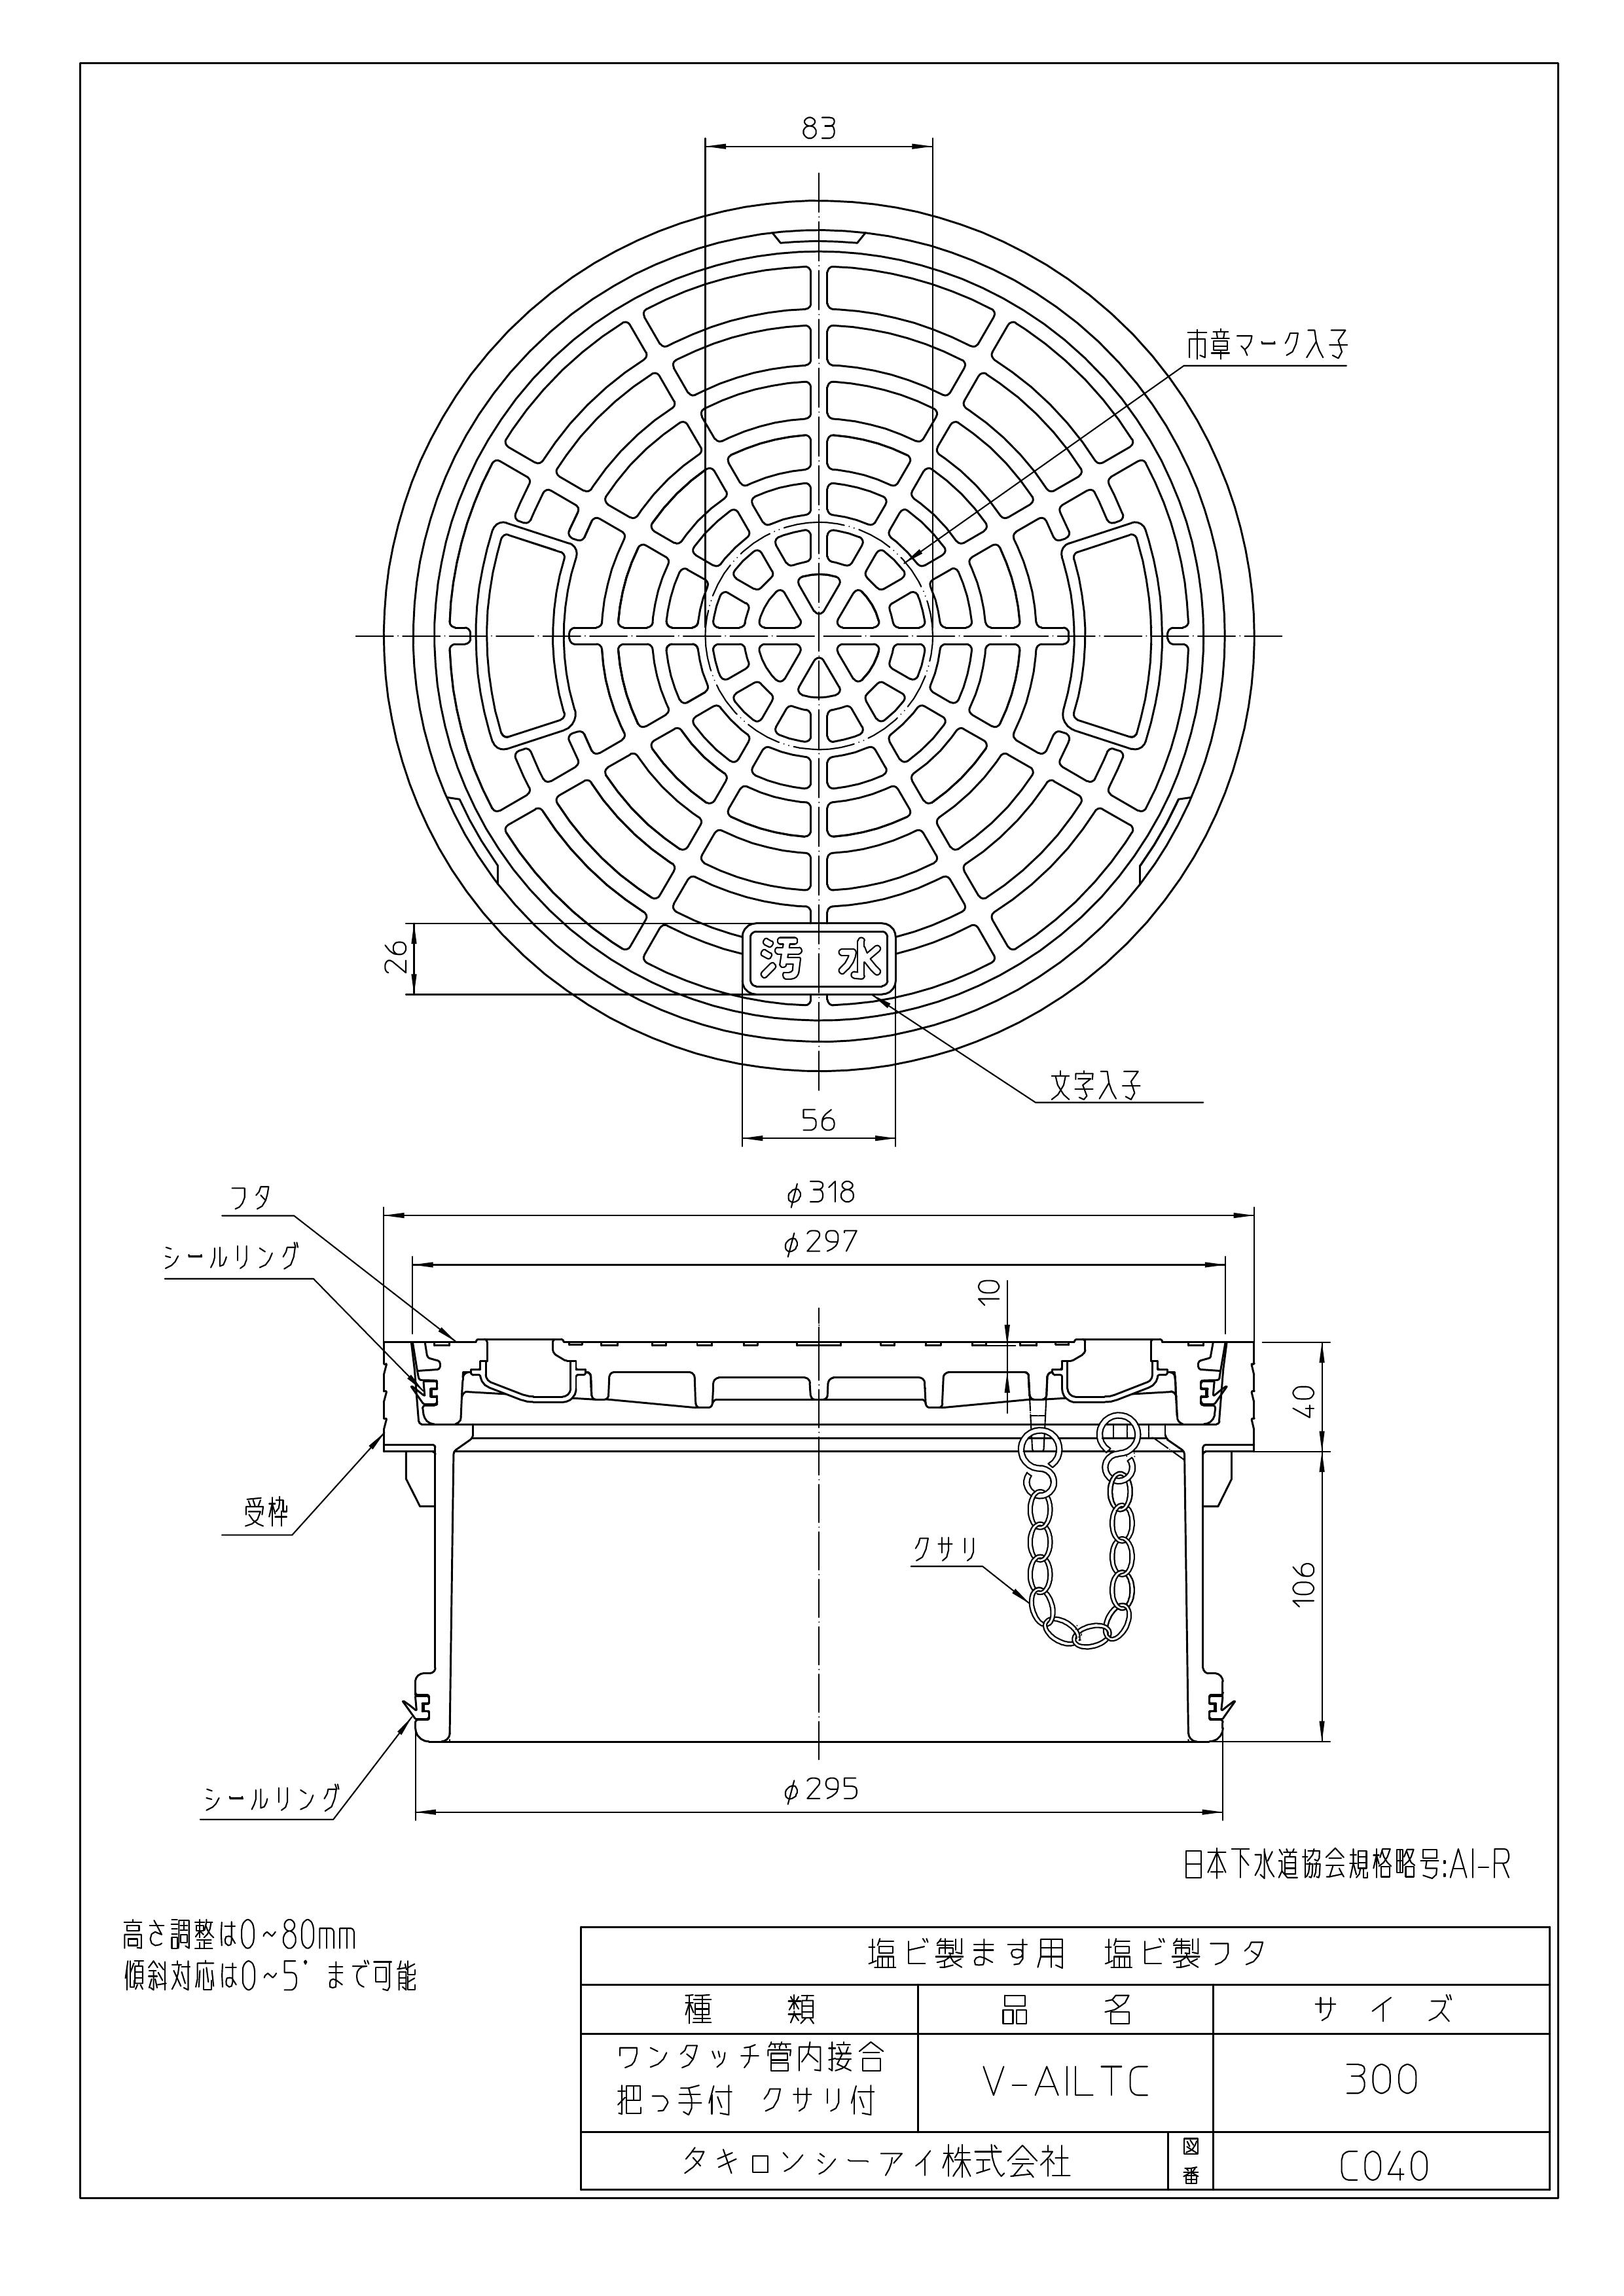 83
市章マーク入子
26
汚 水
文字入子
56
フタ
φ318
シールリング
φ297
10
40
受枠
クサリ
106
シールリング
φ295
日本下水道協会規格略号:AI-R
高さ調整は0~80mm
傾斜対応は0~5° まで可能
塩ビ製ます用 塩ビ製フタ
種 類 品 名 サ イ ズ
ワンタッチ管内接合
把っ手付 クサリ付
V-AILTC
300
タキロンシーアイ株式会社
図番
C040